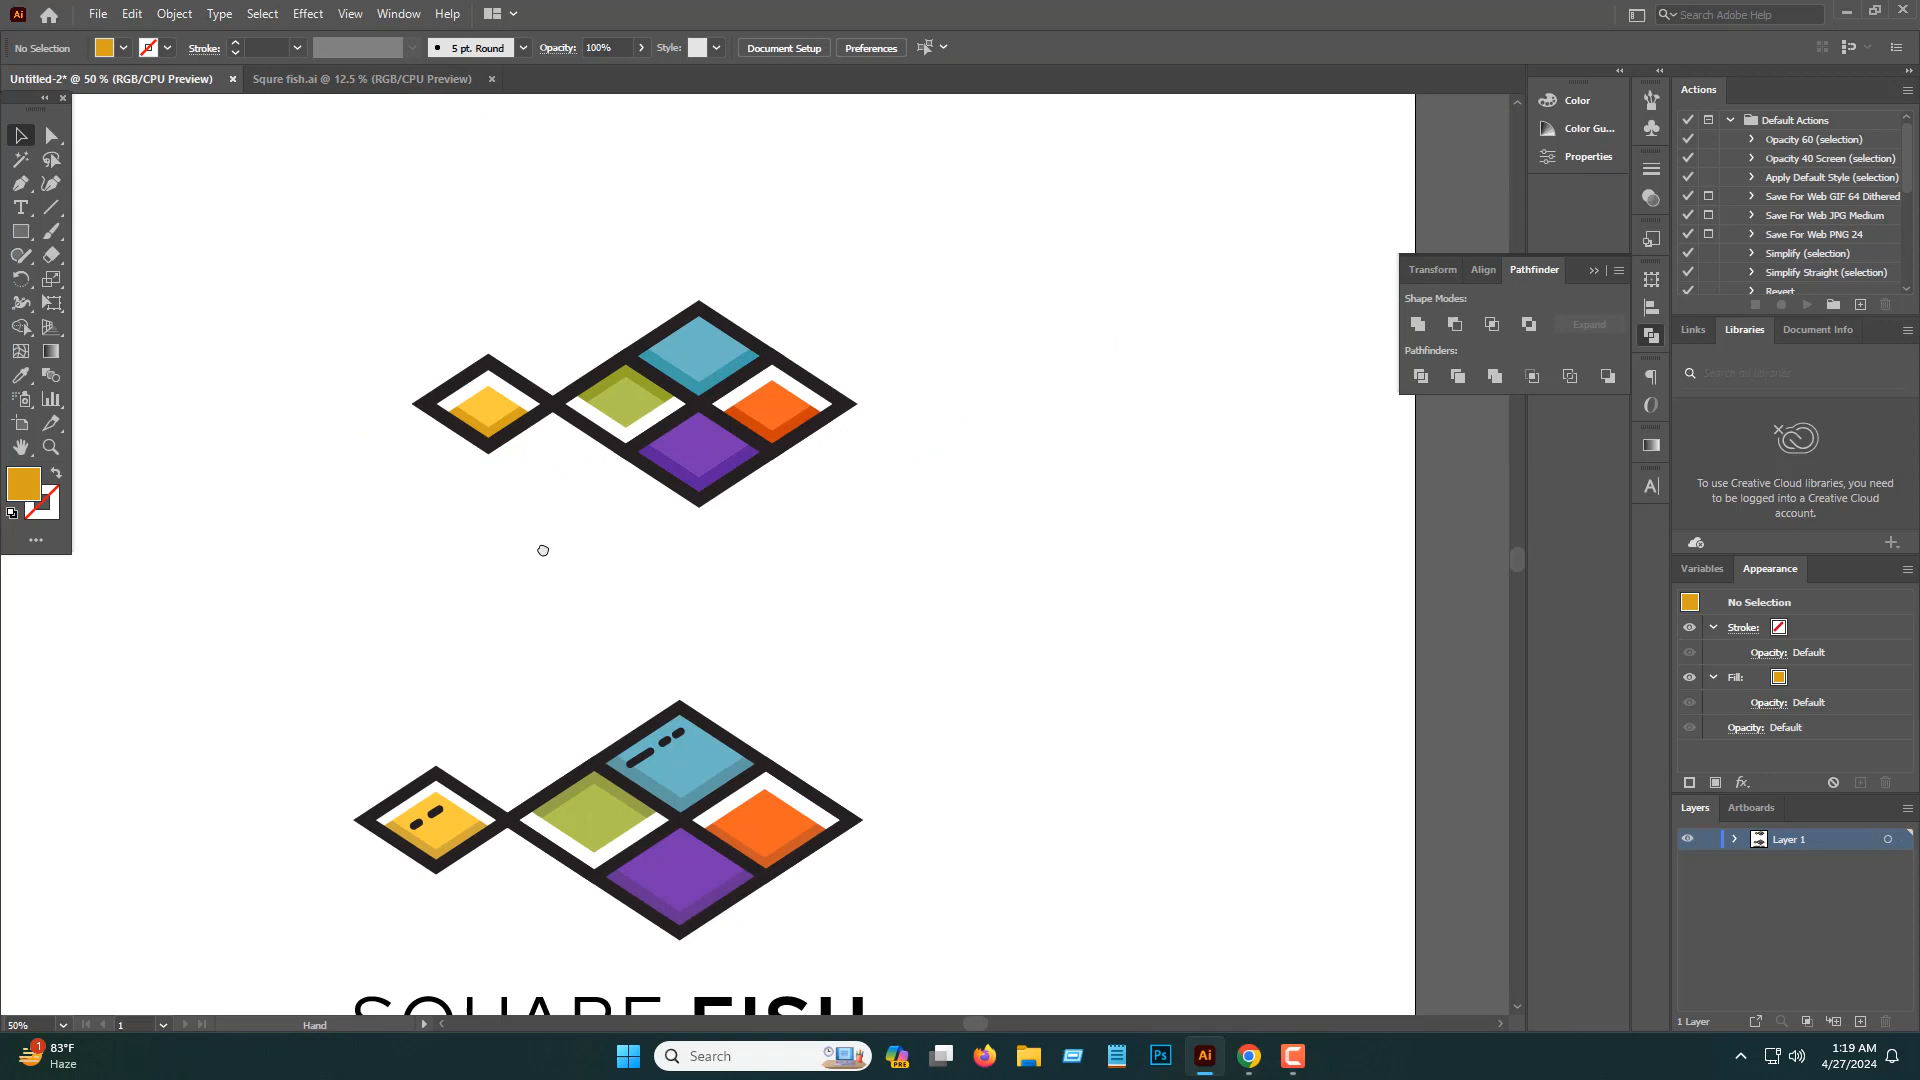 Ai File Edit Object Type Select Effect View Window Help Search Adobe Help
No Selection Stroke: 5 pt. Round Opacity: 100% Style: Document Setup Preferences
Untitled-2* @ 50 % (RGB/CPU Preview) Squre fish.ai @ 12.5 % (RGB/CPU Preview)
Color
Color Gu...
Properties
Actions
Default Actions
Opacity 60 (selection)
Opacity 40 Screen (selection)
Apply Default Style (selection)
Save For Web GIF 64 Dithered
Save For Web JPG Medium
Save For Web PNG 24
Simplify (selection)
Simplify Straight (selection)
Revert
Transform Align Pathfinder
Shape Modes:
Expand
Pathfinders:
Links Libraries Document Info
Search all libraries
To use Creative Cloud libraries, you need
to be logged into a Creative Cloud
account.
Variables Appearance
No Selection
Stroke:
Opacity: Default
Fill:
Opacity: Default
Opacity: Default
Layers Artboards
Layer 1
1 Layer
SQUARE FISH
50% 1 Hand
83°F
Haze
Search
PRE
Ps
Ai
1:19 AM
4/27/2024